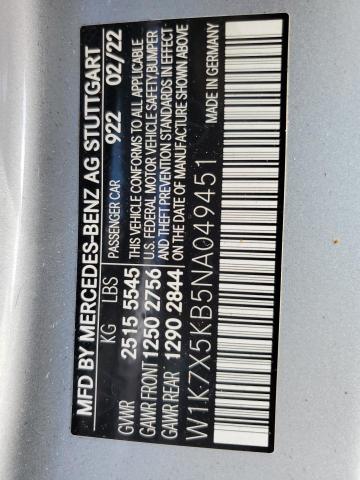 MFD BY MERCEDES-BENZ AG STUTTGART
KG LBS PASSENGER CAR 922 02/22
GVWR 2515 5545 THIS VEHICLE CONFORMS TO ALL APPLICABLE
GAWR FRONT 1250 2756 U.S. FEDERAL MOTOR VEHICLE SAFETY, BUMPER
GAWR REAR 1290 2844 AND THEFT PREVENTION STANDARDS IN EFFECT
ON THE DATE OF MANUFACTURE SHOWN ABOVE
W1K7X5KB5NA049451 MADE IN GERMANY